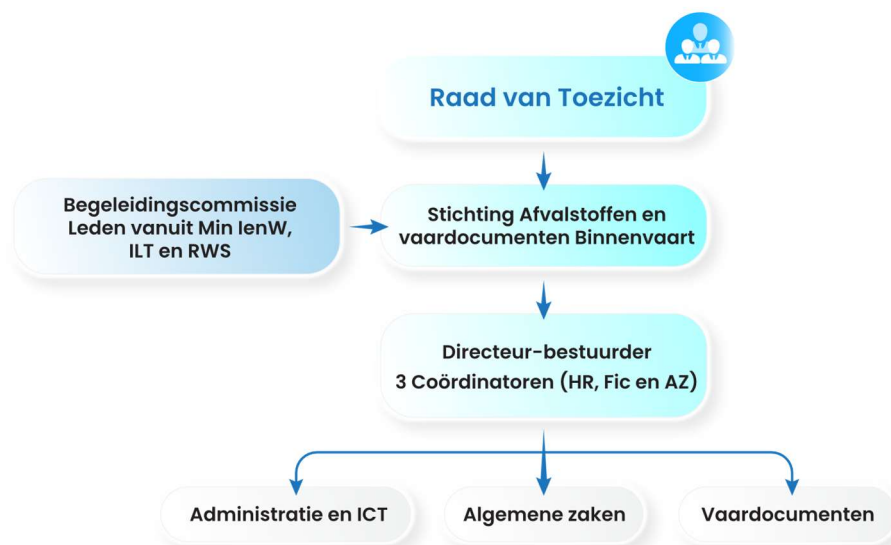 Raad van Toezicht
Begeleidingscommissie
Leden vanuit Min IenW,
ILT en RWS
Stichting Afvalstoffen en
vaardocumenten Binnenvaart
Directeur-bestuurder
3 Coördinatoren (HR, Fic en AZ)
Administratie en ICT
Algemene zaken
Vaardocumenten